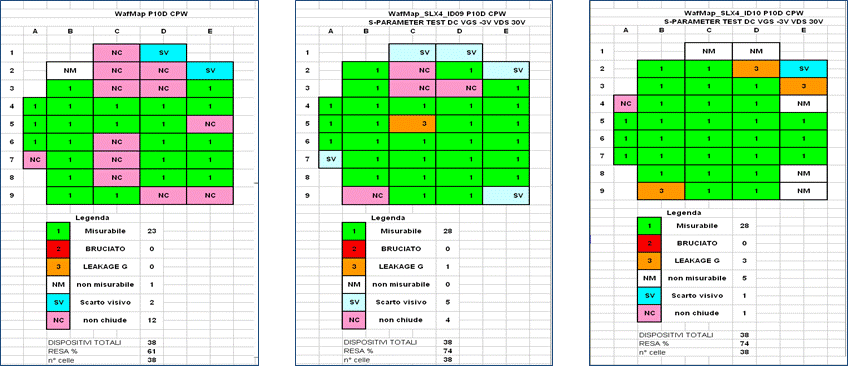 WafMap P10D CPW
A B C D E
1 NC SV
2 NM NC NC SV
3 1 NC NC 1
4 1 1 1 1 1
5 1 1 1 1 NC
6 1 1 NC 1 1
7 NC 1 NC 1 1
8 1 NC 1 1
9 1 1 NC NC
Legenda
1 Misurabile 23
2 BRUCIATO 0
3 LEAKAGE G 0
NM non misurabile 1
SV Scarto visivo 2
NC non chiude 12
DISPOSITIVI TOTALI 38
RESA % 61
n° celle 38
WafMap_SLX4_ID09 P10D CPW
S-PARAMETER TEST DC VGS -3V VDS 30V
A B C D E
1 SV SV
2 1 NC 1 SV
3 1 NC NC 1
4 1 1 1 1 1
5 1 1 3 1 1
6 1 1 1 1 1
7 SV 1 1 1 1
8 1 1 1 1
9 NC 1 1 SV
Legenda
1 Misurabile 28
2 BRUCIATO 0
3 LEAKAGE G 1
NM non misurabile 0
SV Scarto visivo 5
NC non chiude 4
DISPOSITIVI TOTALI 38
RESA % 74
n° celle 38
WafMap_SLX4_ID10 P10D CPW
S-PARAMETER TEST DC VGS -3V VDS 30V
A B C D E
1 NM NM
2 1 1 3 SV
3 1 1 1 3
4 NC 1 1 1 NM
5 1 1 1 1 1
6 1 1 1 1 1
7 1 1 1 1 1
8 1 1 1 NM
9 3 1 1 NM
Legenda
1 Misurabile 28
2 BRUCIATO 0
3 LEAKAGE G 3
NM non misurabile 5
SV Scarto visivo 1
NC non chiude 1
DISPOSITIVI TOTALI 38
RESA % 74
n° celle 38